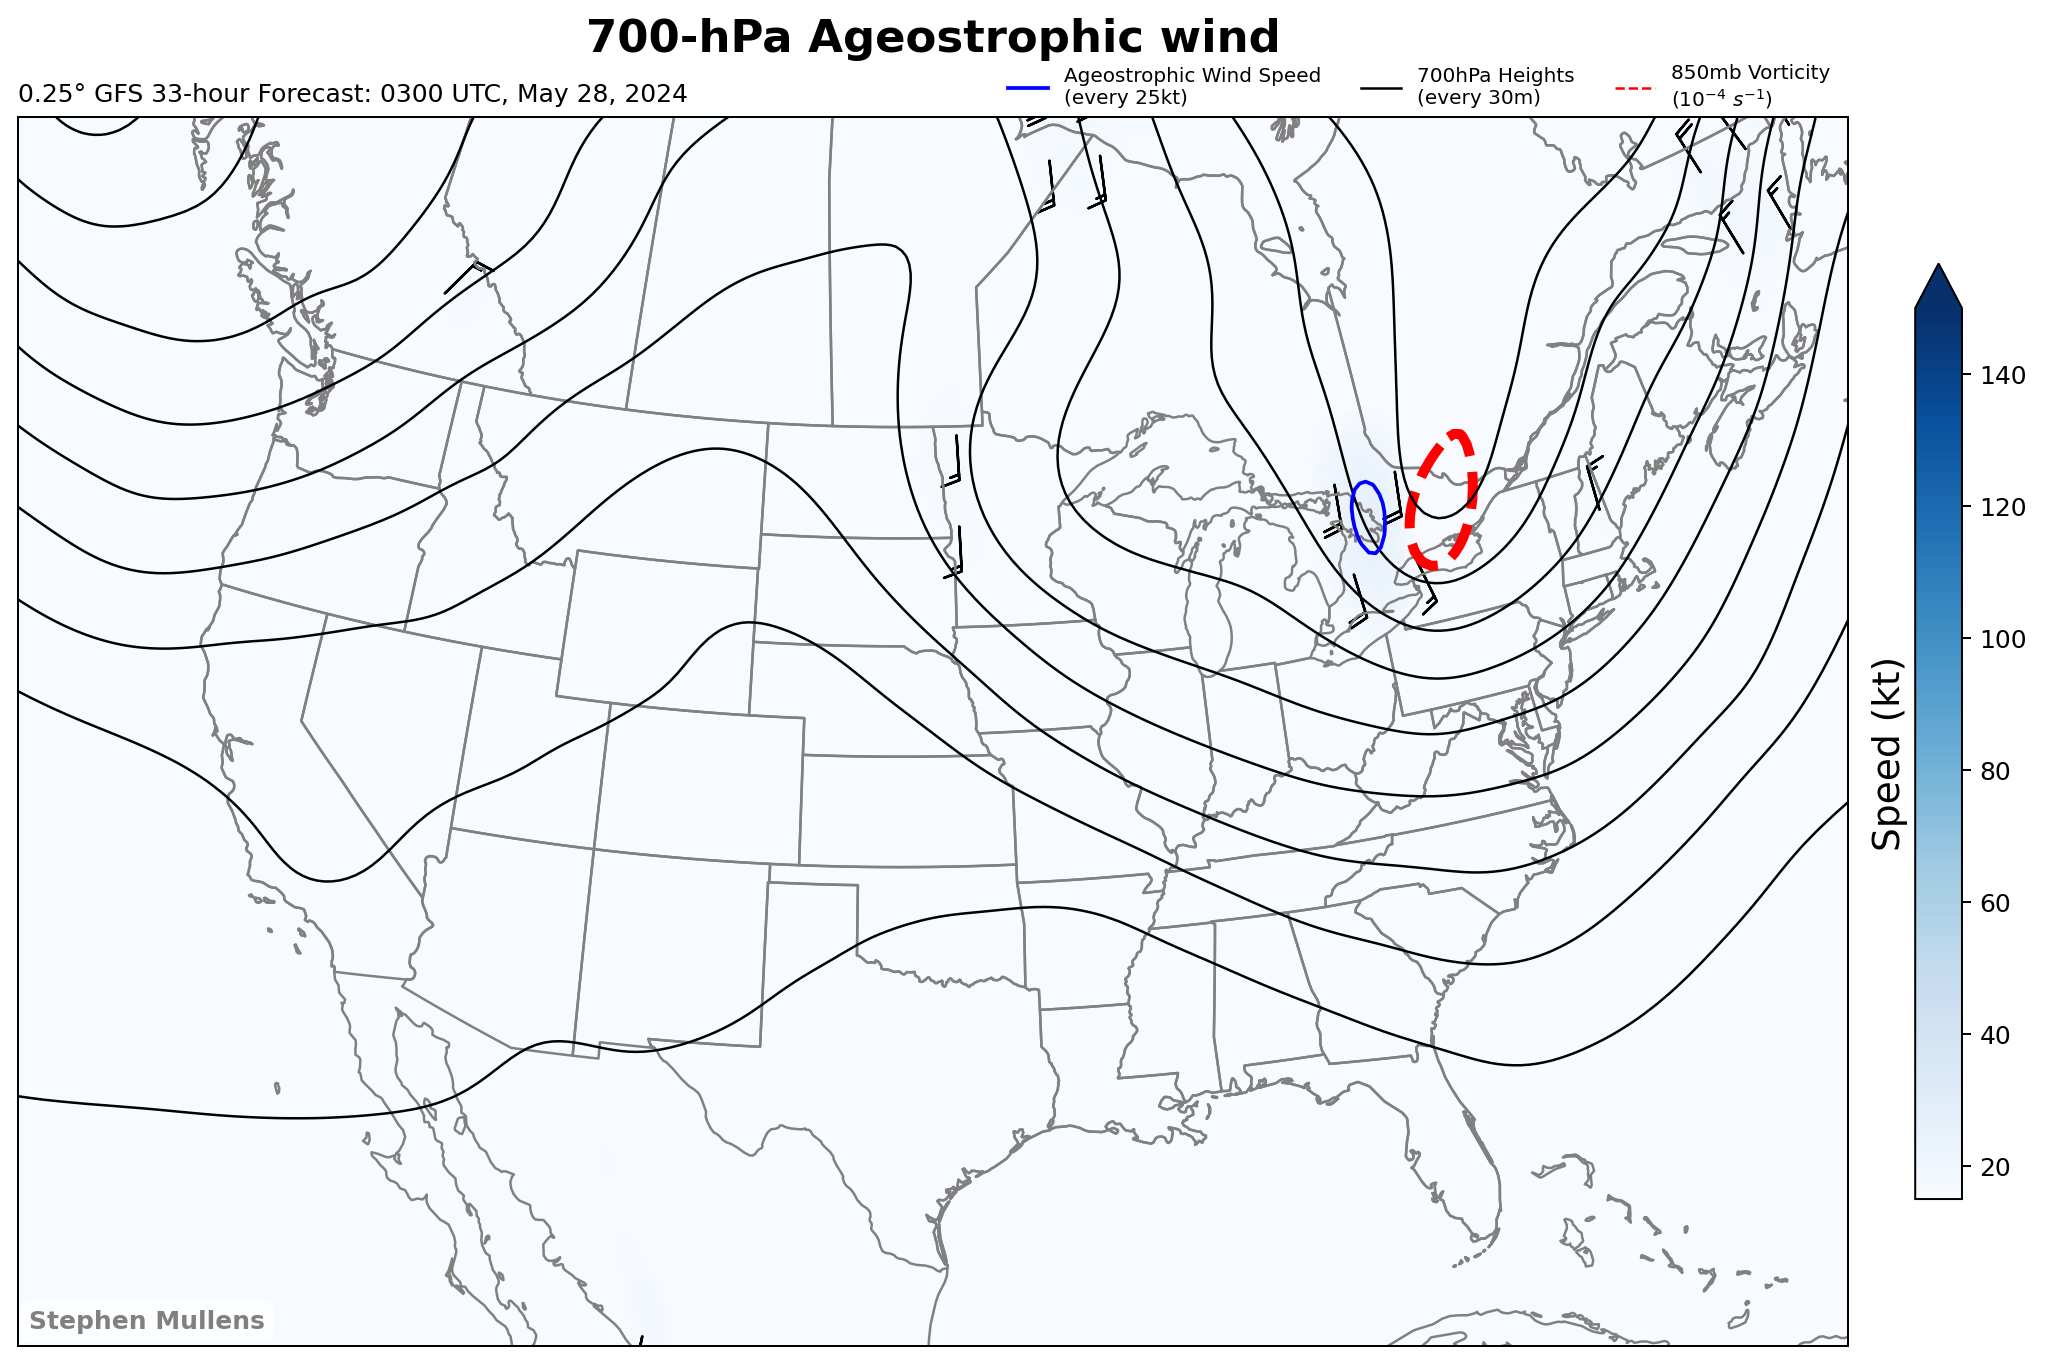 700-hPa Ageostrophic wind
0.25° GFS 33-hour Forecast: 0300 UTC, May 28, 2024
Ageostrophic Wind Speed
(every 25kt)
700hPa Heights
(every 30m)
850mb Vorticity
(10⁻⁴ s⁻¹)
140
120
100
80
60
40
20
Speed (kt)
Stephen Mullens